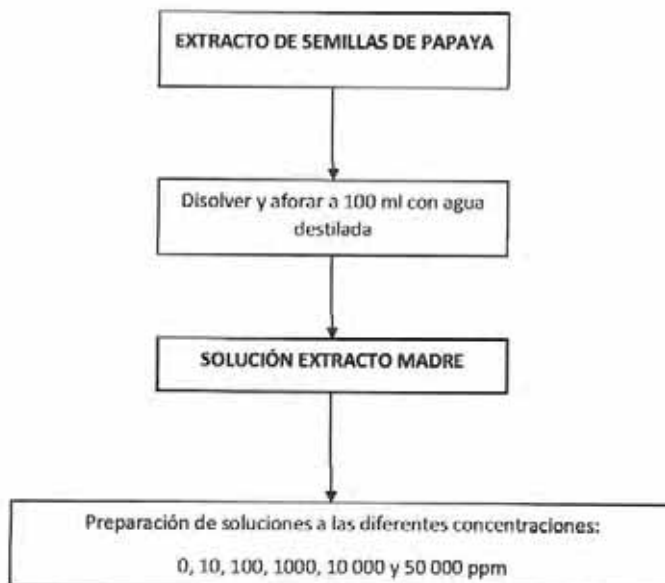 EXTRACTO DE SEMILLAS DE PAPAYA
Disolver y aforar a 100 ml con agua
destilada
SOLUCIÓN EXTRACTO MADRE
Preparación de soluciones a las diferentes concentraciones:
0, 10, 100, 1000, 10 000 y 50 000 ppm